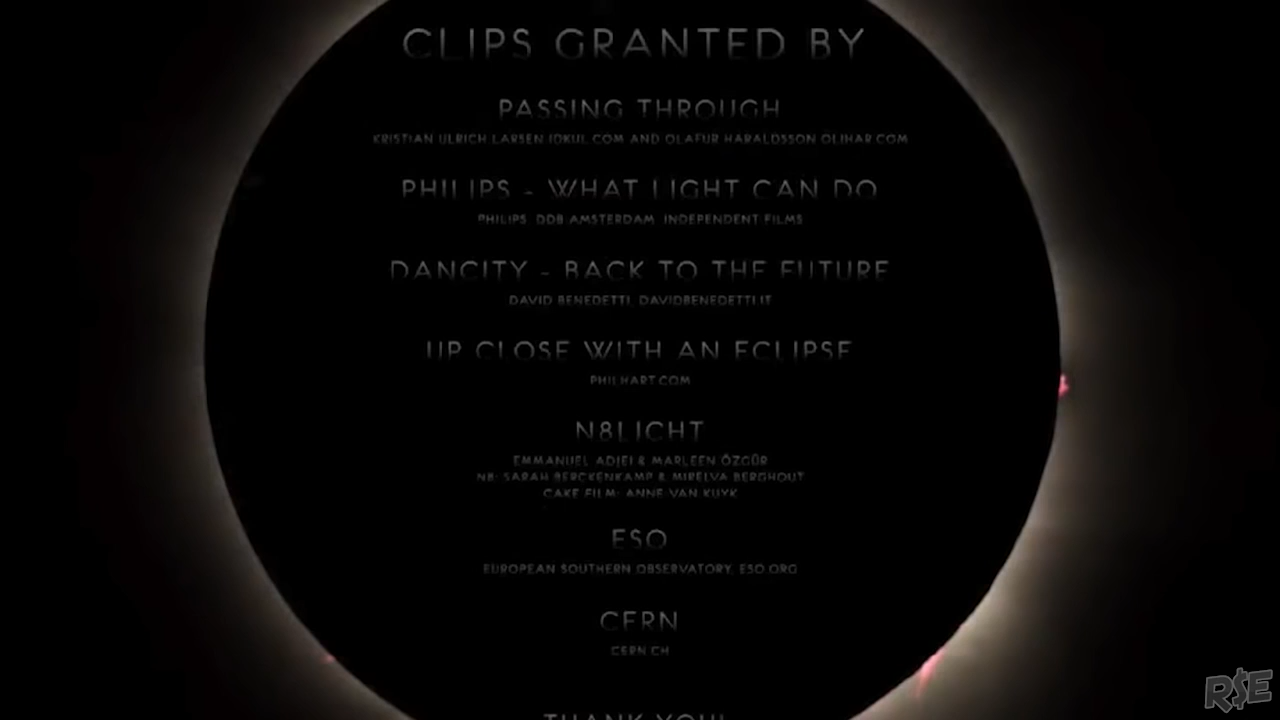 CLIPS GRANTED BY
PASSING THROUGH
KRISTIAN ULRICH LARSEN IDKUL.COM AND OLAFUR HARALDSSON OLIHAR.COM
PHILIPS - WHAT LIGHT CAN DO
PHILIPS, DDB AMSTERDAM, INDEPENDENT FILMS
DANCITY - BACK TO THE FUTURE
DAVID BENEDETTI, DAVIDBENEDETTI.IT
UP CLOSE WITH AN ECLIPSE
PHILHART.COM
N8LICHT
EMMANUEL ADJEI & MARLEEN ÖZGÜR
N8: SARAH BERCKENKAMP & MIRELVA BERGHOUT
CAKE FILM: ANNE VAN KUYK
ESO
EUROPEAN SOUTHERN OBSERVATORY, ESO.ORG
CERN
CERN.CH
THANK YOU!
R$E